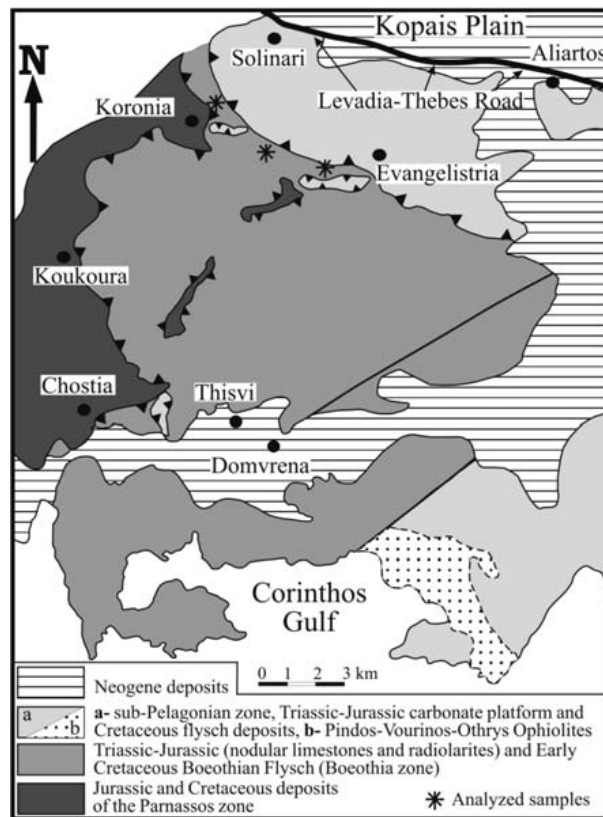 Kopais Plain
N
Solinari
Aliartos
Levadia-Thebes Road
Koronia
Evangelistria
Koukoura
Chostia
Thisvi
Domvrena
Corinthos
Gulf
0 1 2 3 km
Neogene deposits
a b a- sub-Pelagonian zone, Triassic-Jurassic carbonate platform and
Cretaceous flysch deposits, b- Pindos-Vourinos-Othrys Ophiolites
Triassic-Jurassic (nodular limestones and radiolarites) and Early
Cretaceous Boeothian Flysch (Boeothia zone)
Jurassic and Cretaceous deposits
of the Parnassos zone
Analyzed samples